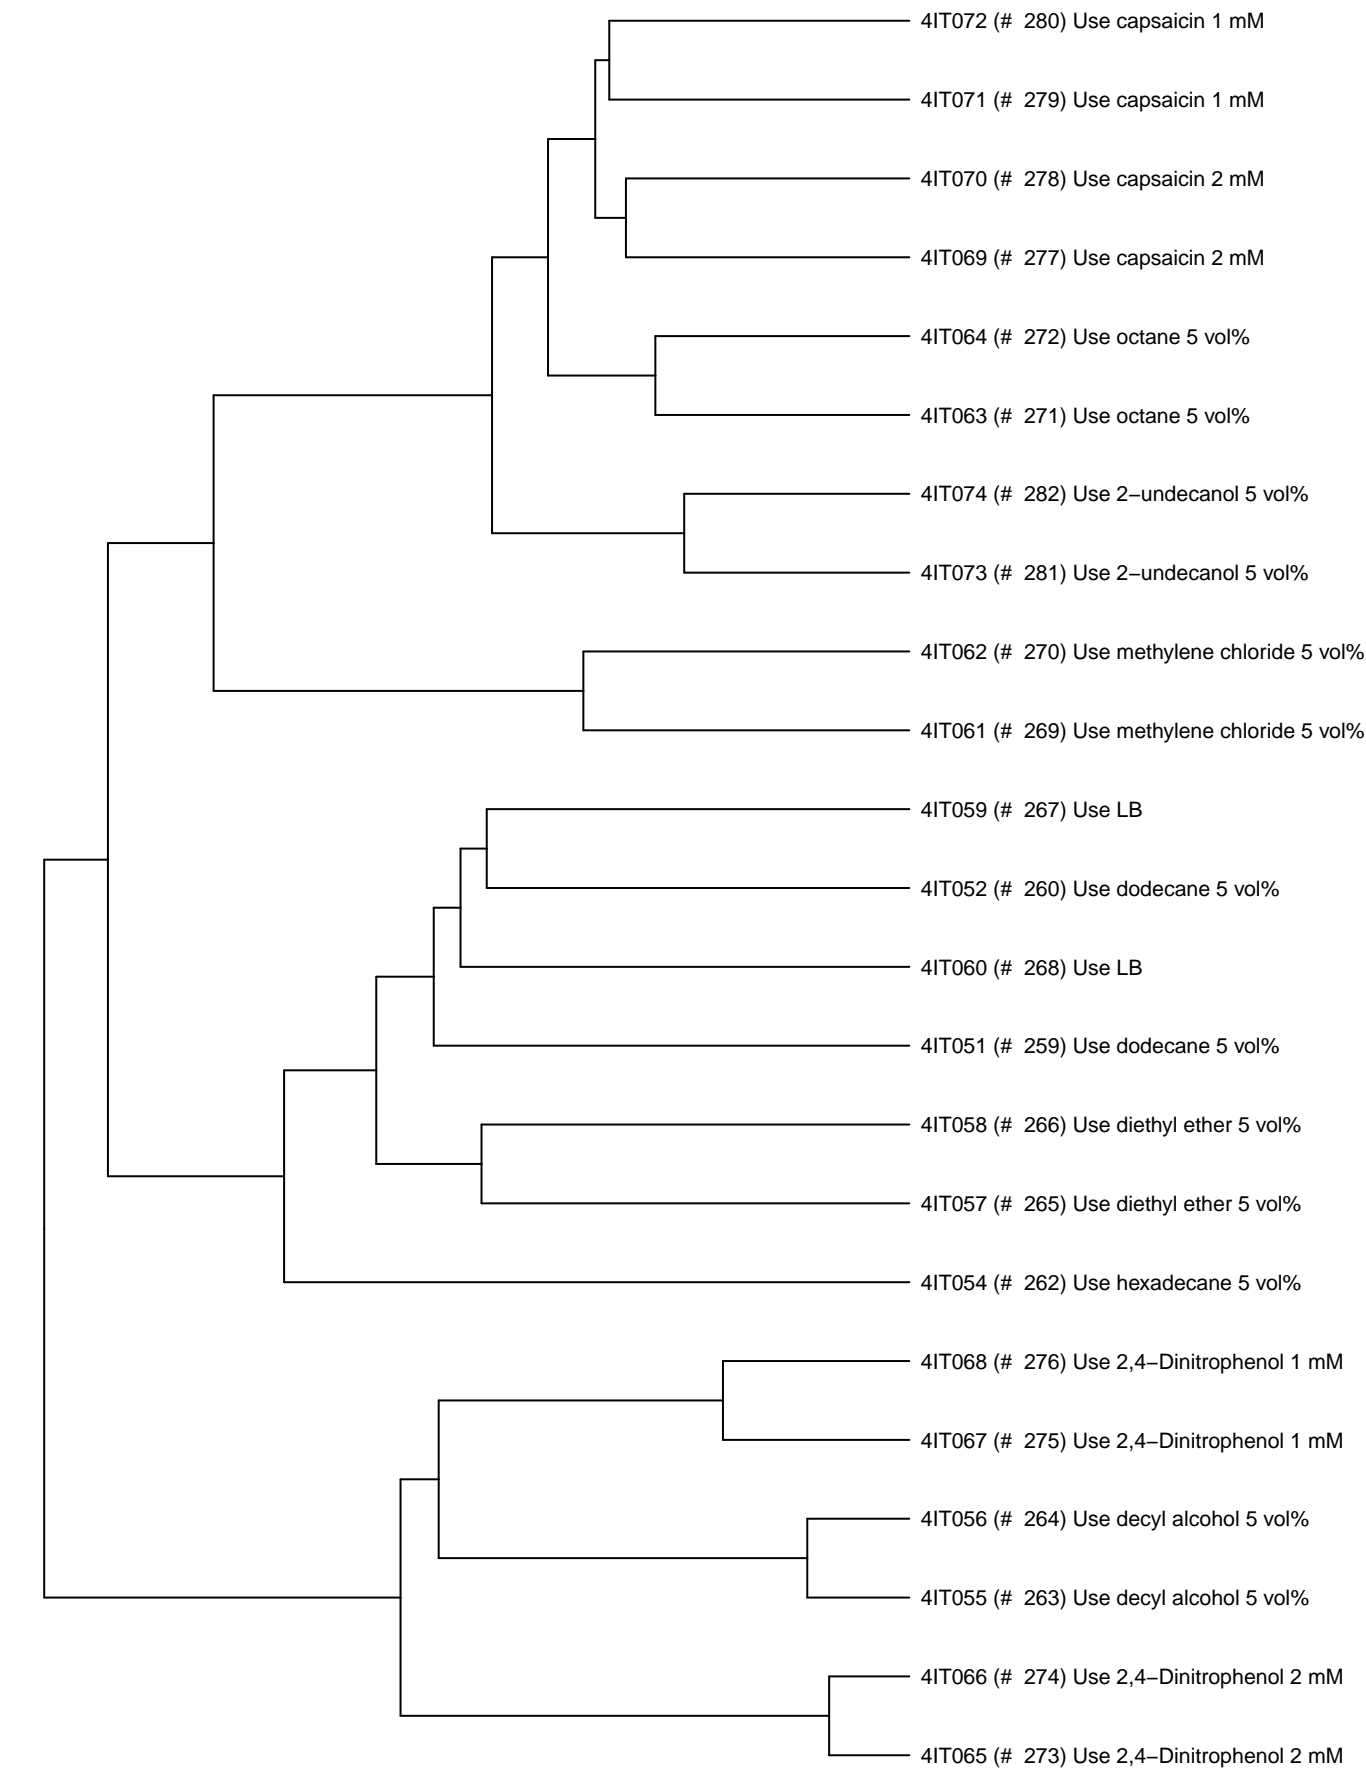 4IT072 (#  280) Use capsaicin 1 mM
4IT071 (#  279) Use capsaicin 1 mM
4IT070 (#  278) Use capsaicin 2 mM
4IT069 (#  277) Use capsaicin 2 mM
4IT064 (#  272) Use octane 5 vol%
4IT063 (#  271) Use octane 5 vol%
4IT074 (#  282) Use 2−undecanol 5 vol%
4IT073 (#  281) Use 2−undecanol 5 vol%
4IT062 (#  270) Use methylene chloride 5 vol%
4IT061 (#  269) Use methylene chloride 5 vol%
4IT059 (#  267) Use LB
4IT052 (#  260) Use dodecane 5 vol%
4IT060 (#  268) Use LB
4IT051 (#  259) Use dodecane 5 vol%
4IT058 (#  266) Use diethyl ether 5 vol%
4IT057 (#  265) Use diethyl ether 5 vol%
4IT054 (#  262) Use hexadecane 5 vol%
4IT068 (#  276) Use 2,4−Dinitrophenol 1 mM
4IT067 (#  275) Use 2,4−Dinitrophenol 1 mM
4IT056 (#  264) Use decyl alcohol 5 vol%
4IT055 (#  263) Use decyl alcohol 5 vol%
4IT066 (#  274) Use 2,4−Dinitrophenol 2 mM
4IT065 (#  273) Use 2,4−Dinitrophenol 2 mM